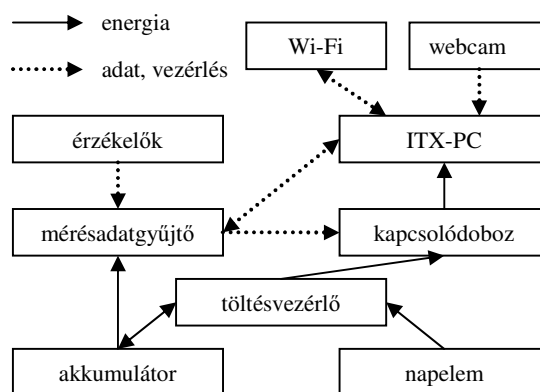 energia
adat, vezérlés
Wi-Fi
webcam
érzékelők
ITX-PC
mérésadatgyűjtő
kapcsolódoboz
töltésvezérlő
akkumulátor
napelem